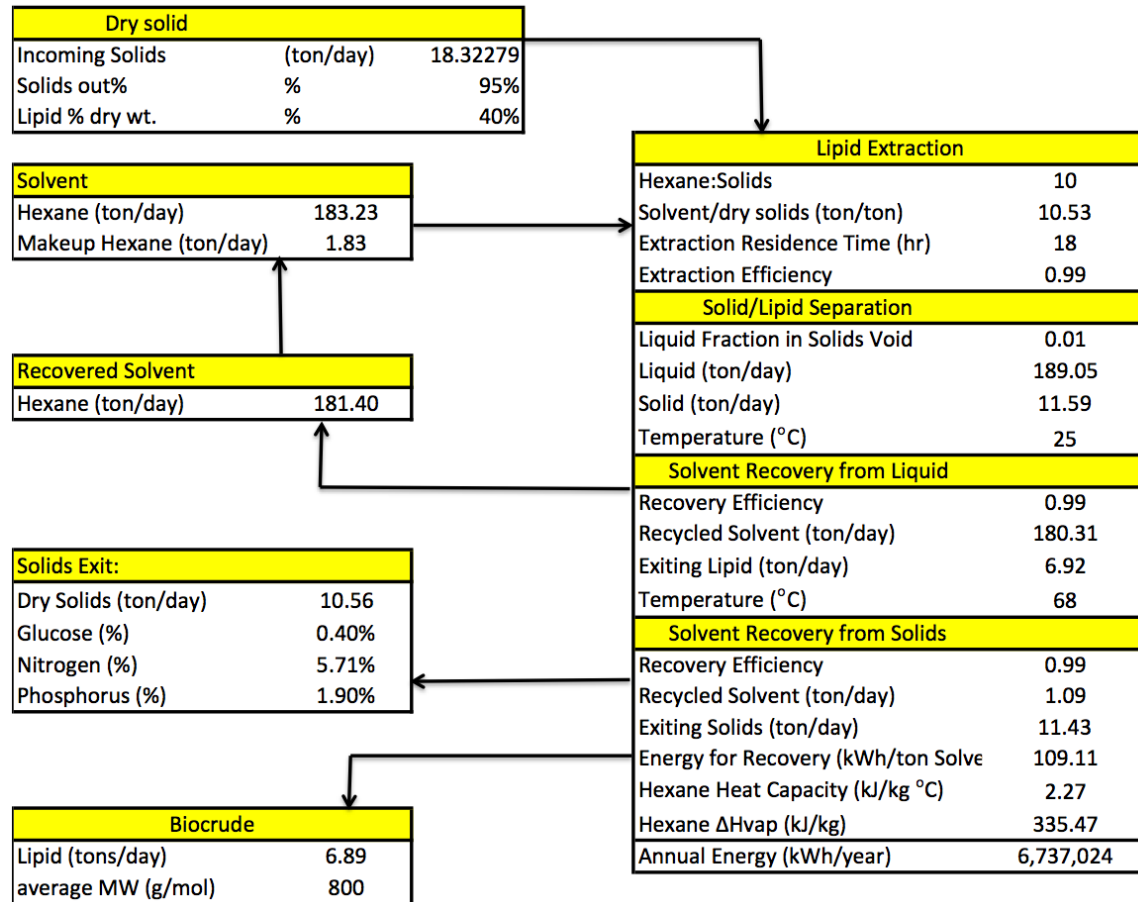 Dry solid
Incoming Solids (ton/day) 18.32279
Solids out% % 95%
Lipid % dry wt. % 40%
Solvent
Hexane (ton/day) 183.23
Makeup Hexane (ton/day) 1.83
Recovered Solvent
Hexane (ton/day) 181.40
Solids Exit:
Dry Solids (ton/day) 10.56
Glucose (%) 0.40%
Nitrogen (%) 5.71%
Phosphorus (%) 1.90%
Biocrude
Lipid (tons/day) 6.89
average MW (g/mol) 800
Lipid Extraction
Hexane:Solids 10
Solvent/dry solids (ton/ton) 10.53
Extraction Residence Time (hr) 18
Extraction Efficiency 0.99
Solid/Lipid Separation
Liquid Fraction in Solids Void 0.01
Liquid (ton/day) 189.05
Solid (ton/day) 11.59
Temperature (°C) 25
Solvent Recovery from Liquid
Recovery Efficiency 0.99
Recycled Solvent (ton/day) 180.31
Exiting Lipid (ton/day) 6.92
Temperature (°C) 68
Solvent Recovery from Solids
Recovery Efficiency 0.99
Recycled Solvent (ton/day) 1.09
Exiting Solids (ton/day) 11.43
Energy for Recovery (kWh/ton Solve 109.11
Hexane Heat Capacity (kJ/kg °C) 2.27
Hexane ΔHvap (kJ/kg) 335.47
Annual Energy (kWh/year) 6,737,024